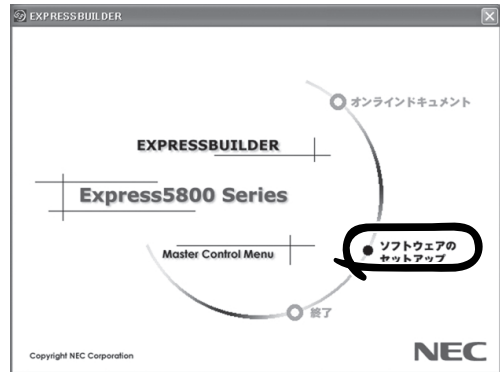 EXPRESSBUILDER
オンラインドキュメント
EXPRESSBUILDER
Express5800 Series
ソフトウェアの
セットアップ
Master Control Menu
終了
Copyright NEC Corporation
NEC